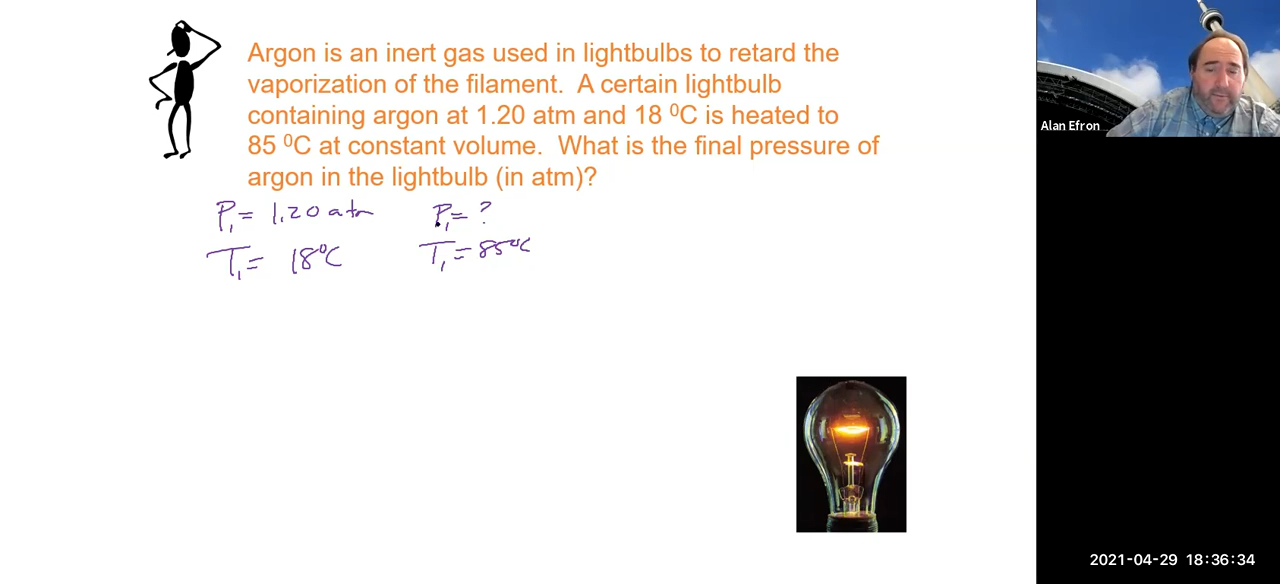 Argon is an inert gas used in lightbulbs to retard the
vaporization of the filament.  A certain lightbulb
containing argon at 1.20 atm and 18 ⁰C is heated to
85 ⁰C at constant volume.  What is the final pressure of
argon in the lightbulb (in atm)?
P₁ = 1.20 atm P₁ = ?
T₁ = 18°C T₁ = 85°C
Alan Efron
2021-04-29 18:36:34